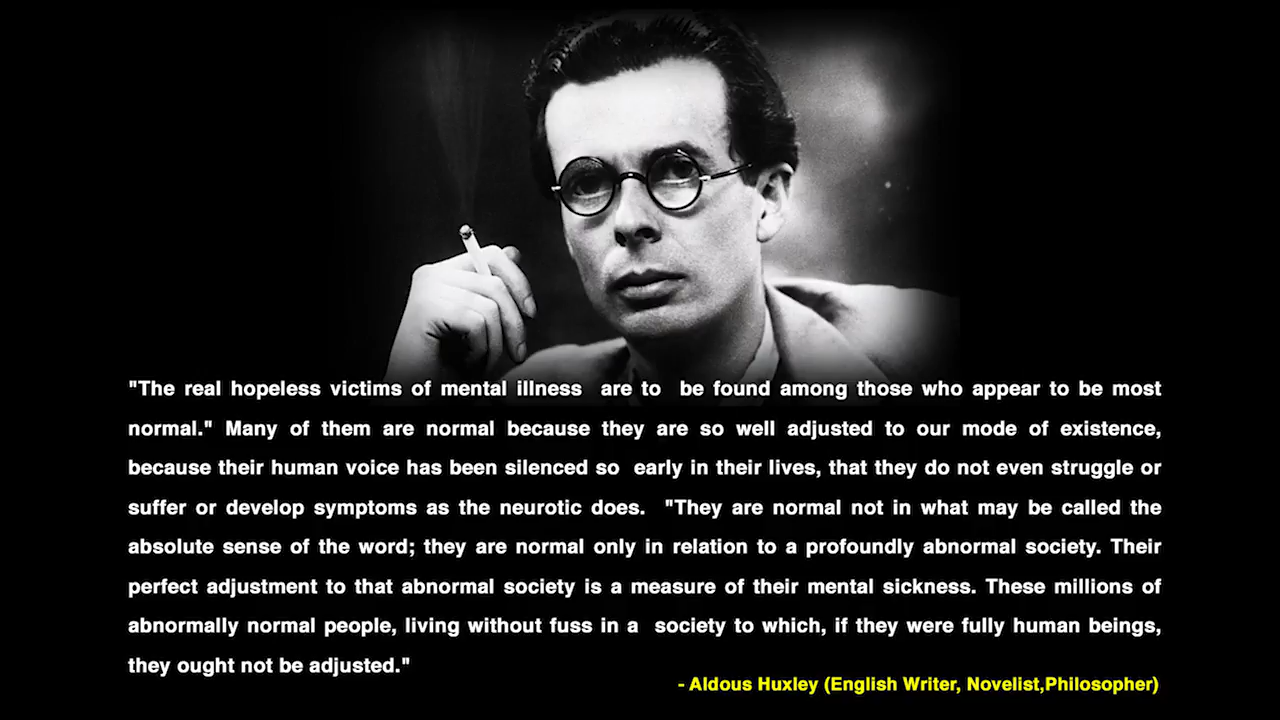 "The real hopeless victims of mental illness are to be found among those who appear to be most
normal." Many of them are normal because they are so well adjusted to our mode of existence,
because their human voice has been silenced so early in their lives, that they do not even struggle or
suffer or develop symptoms as the neurotic does. "They are normal not in what may be called the
absolute sense of the word; they are normal only in relation to a profoundly abnormal society. Their
perfect adjustment to that abnormal society is a measure of their mental sickness. These millions of
abnormally normal people, living without fuss in a society to which, if they were fully human beings,
they ought not be adjusted."
- Aldous Huxley (English Writer, Novelist,Philosopher)